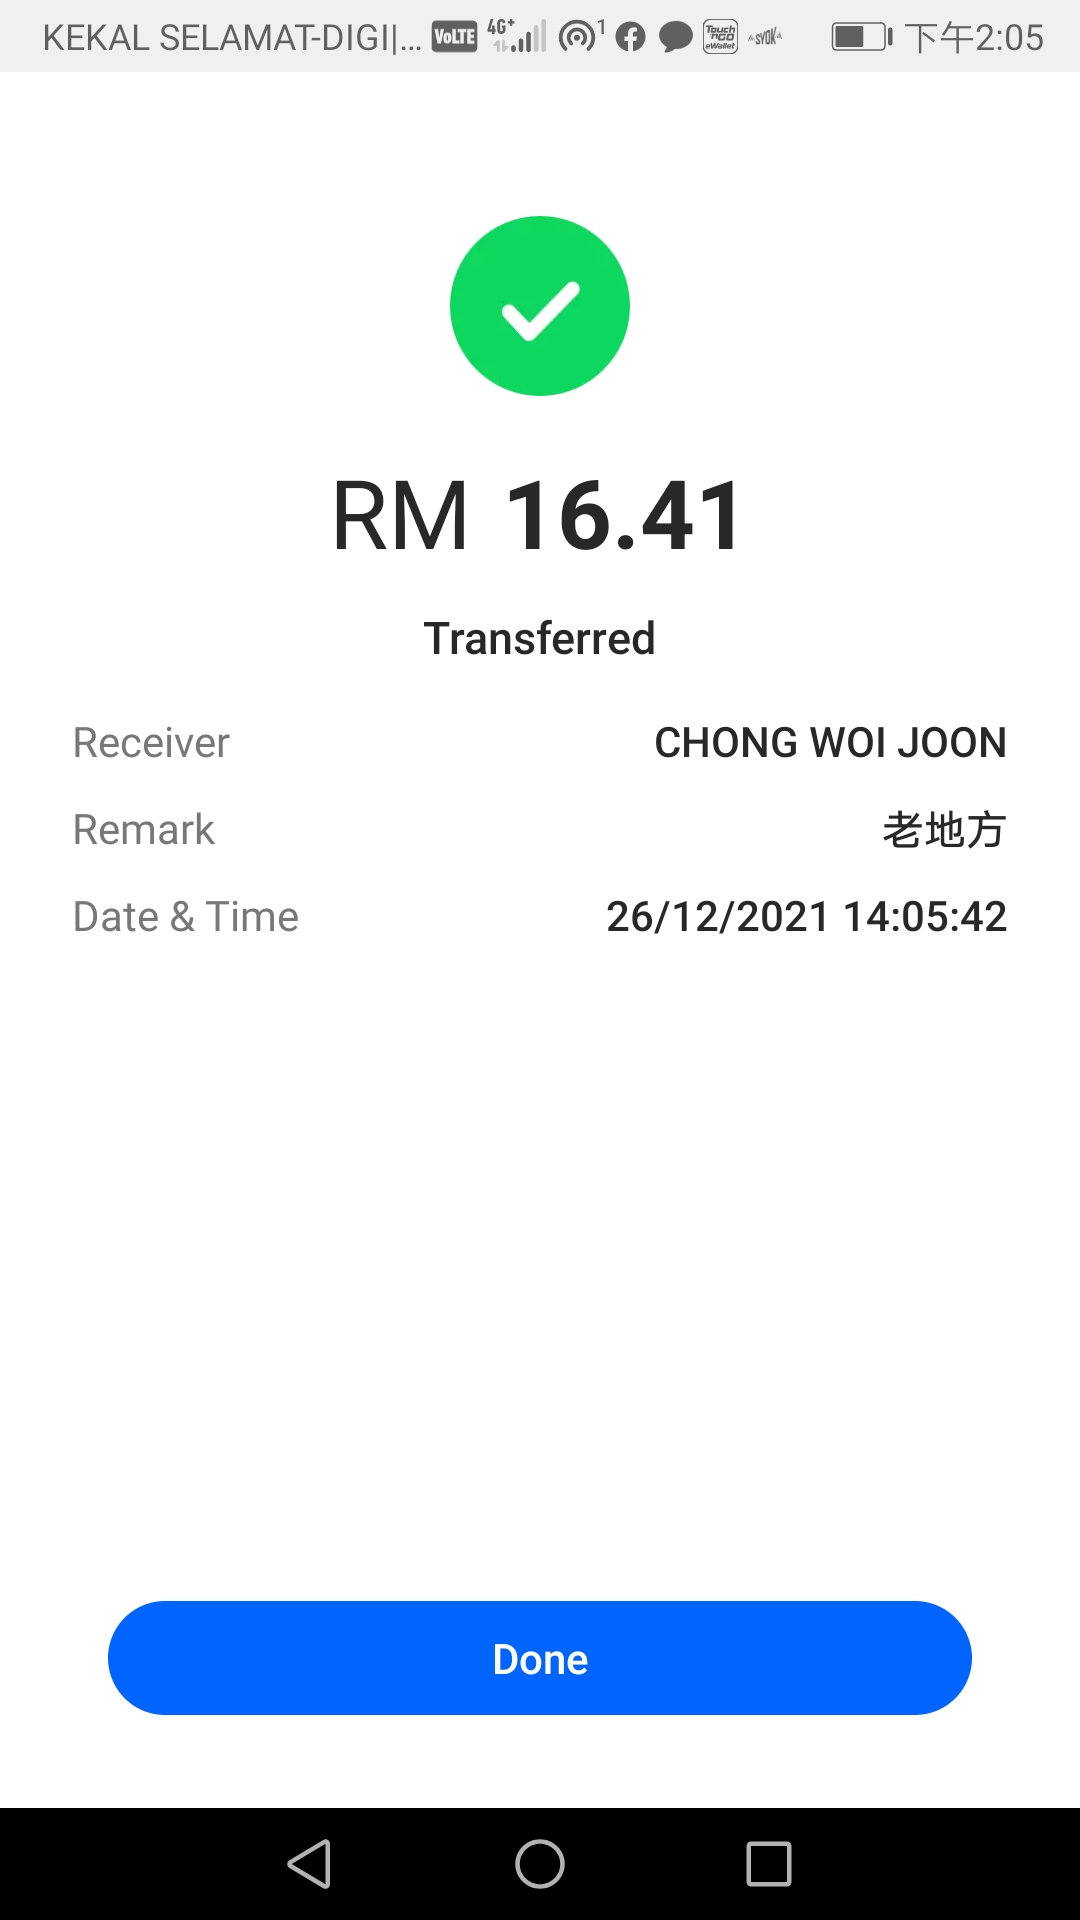 KEKAL SELAMAT-DIGI|... VoLTE 4G+ 1 Touch 'nGO eWallet SYOK 下午2:05
RM 16.41
Transferred
Receiver CHONG WOI JOON
Remark 老地方
Date & Time 26/12/2021 14:05:42
Done